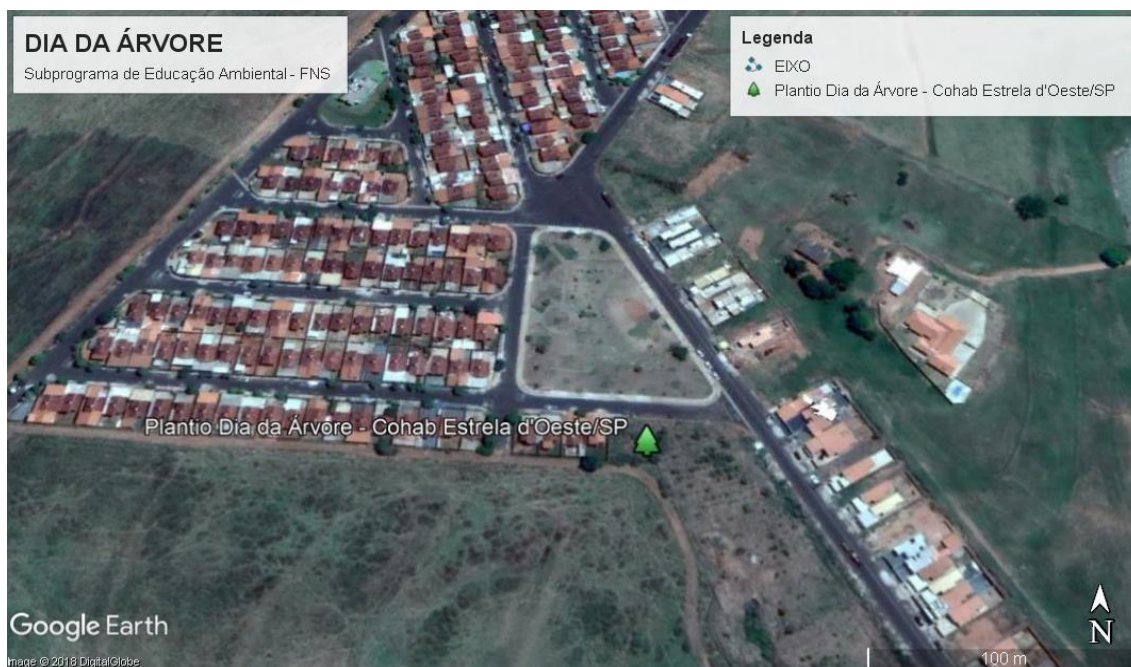 DIA DA ÁRVORE
Subprograma de Educação Ambiental - FNS
Legenda
EIXO
Plantio Dia da Árvore - Cohab Estrela d'Oeste/SP
Plantio Dia da Árvore - Cohab Estrela d'Oeste/SP
Google Earth
N
Image © 2018 DigitalGlobe
100 m